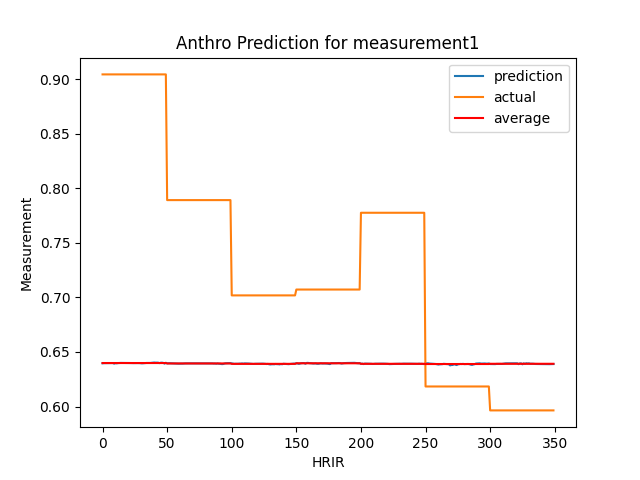 Anthro Prediction for measurement1
prediction
actual
average
Measurement
0.90
0.85
0.80
0.75
0.70
0.65
0.60
0 50 100 150 200 250 300 350
HRIR